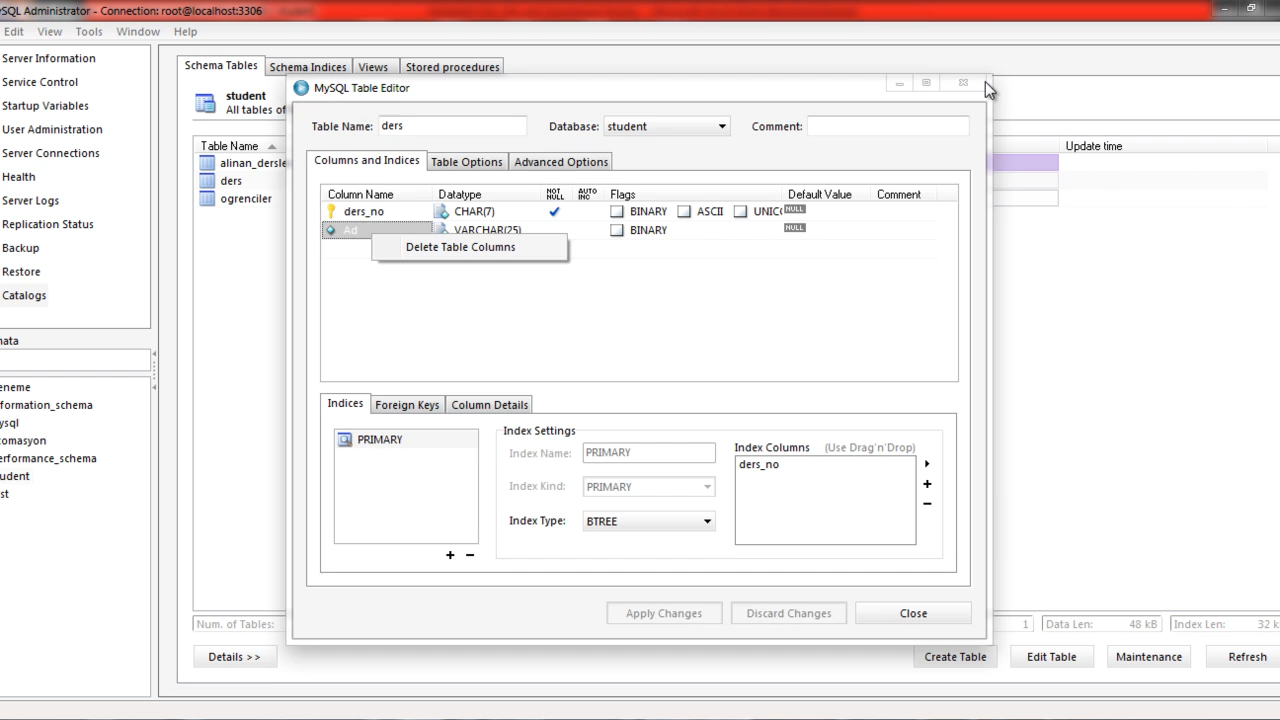 ySQL Administrator - Connection: root@localhost:3306
Edit View Tools Window Help
Server Information
Service Control
Startup Variables
User Administration
Server Connections
Health
Server Logs
Replication Status
Backup
Restore
Catalogs
mata
eneme
formation_schema
ysql
tomasyon
erformance_schema
tudent
st
Schema Tables Schema Indices Views Stored procedures
student
All tables of
Table Name Update time
alinan_dersle
ders
ogrenciler
MySQL Table Editor
Table Name: ders Database: student Comment:
Columns and Indices Table Options Advanced Options
Column Name Datatype NOT NULL AUTO INC Flags Default Value Comment
ders_no CHAR(7) BINARY ASCII UNIC NULL
Ad VARCHAR(25) BINARY NULL
Delete Table Columns
Indices Foreign Keys Column Details
PRIMARY
Index Settings
Index Name: PRIMARY
Index Kind: PRIMARY
Index Type: BTREE
Index Columns (Use Drag'n'Drop)
ders_no
Apply Changes Discard Changes Close
Num. of Tables: 1 Data Len: 48 kB Index Len: 32 k
Details >> Create Table Edit Table Maintenance Refresh